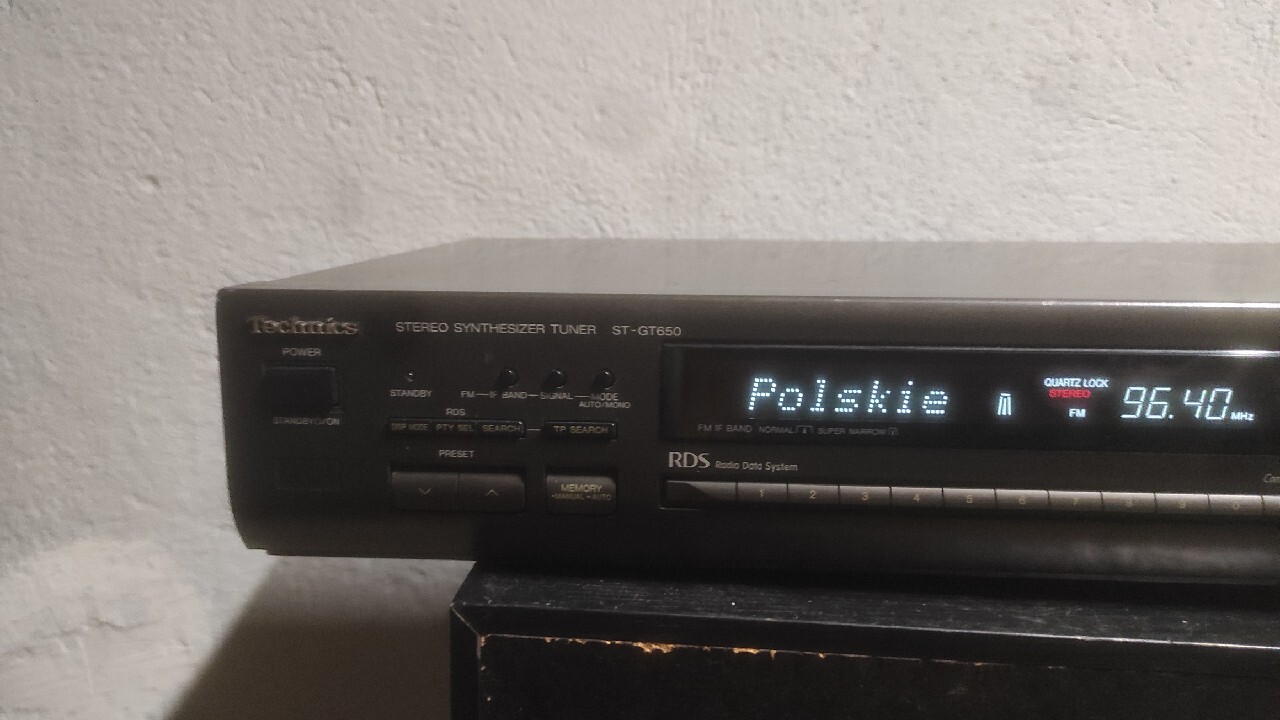 Technics
STEREO SYNTHESIZER TUNER ST-GT650
POWER
STANDBY
FM IF BAND SIGNAL MODE
AUTO/MONO
STANDBY ON
RDS
DISP MODE PTY SEL SEARCH TP SEARCH
PRESET
MEMORY
MANUAL AUTO
Polskie
QUARTZ LOCK
STEREO
FM
96.40 MHz
FM IF BAND NORMAL SUPER NARROW
RDS Radio Data System
1 2 3 4 5 6 7 8 9 0